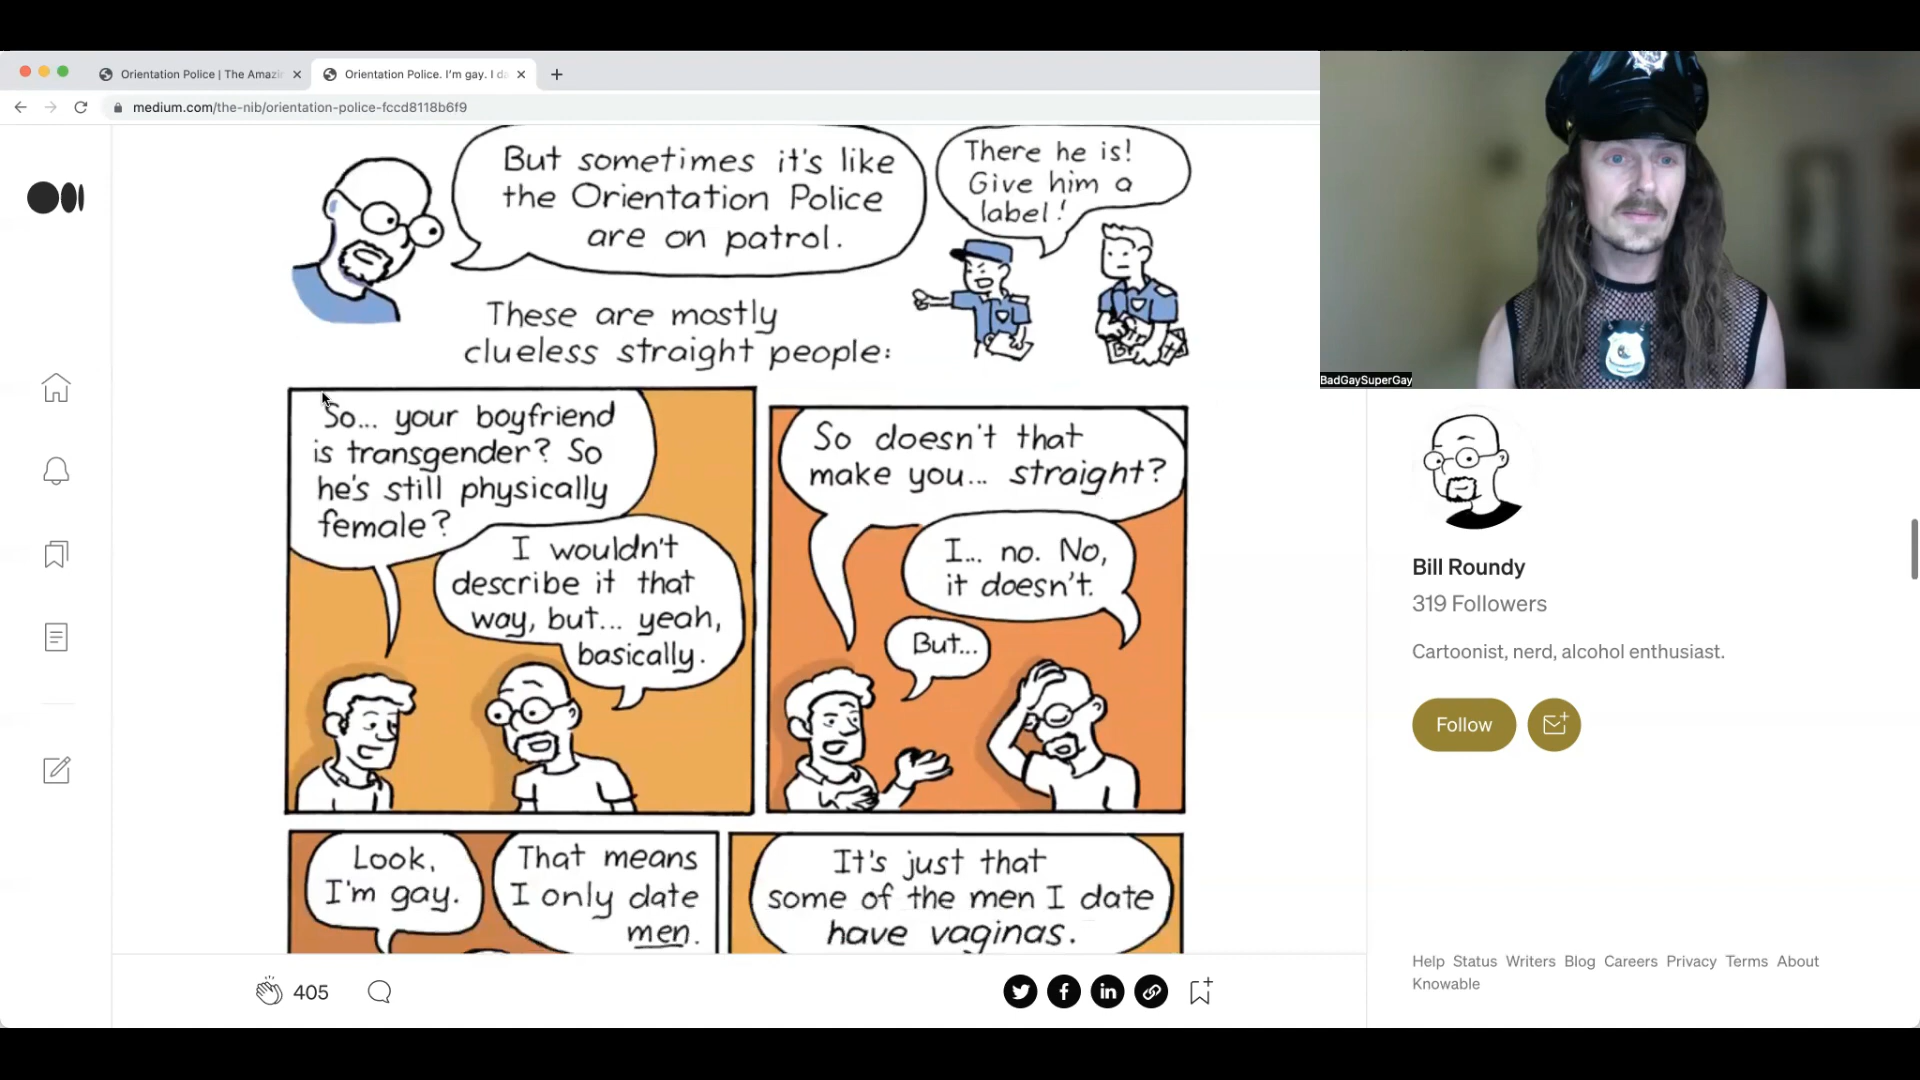 Orientation Police | The Amazi
Orientation Police. I'm gay. I da
medium.com/the-nib/orientation-police-fccd8118b6f9
But sometimes it's like
the Orientation Police
are on patrol.
There he is!
Give him a
label!
These are mostly
clueless straight people:
So... your boyfriend
is transgender? So
he's still physically
female?
I wouldn't
describe it that
way, but... yeah,
basically.
So doesn't that
make you... straight?
I... no. No,
it doesn't.
But...
Look,
I'm gay.
That means
I only date
men.
It's just that
some of the men I date
have vaginas.
405
BadGaySuperGay
Bill Roundy
319 Followers
Cartoonist, nerd, alcohol enthusiast.
Follow
Help Status Writers Blog Careers Privacy Terms About
Knowable